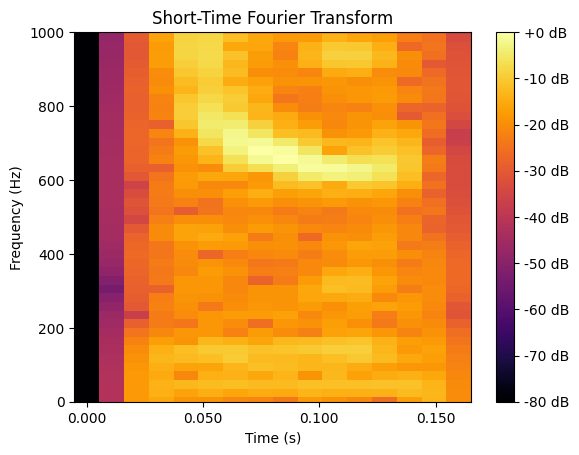 Short-Time Fourier Transform
1000
800
600
400
200
0
Frequency (Hz)
0.000
0.050
0.100
0.150
Time (s)
+0 dB
-10 dB
-20 dB
-30 dB
-40 dB
-50 dB
-60 dB
-70 dB
-80 dB